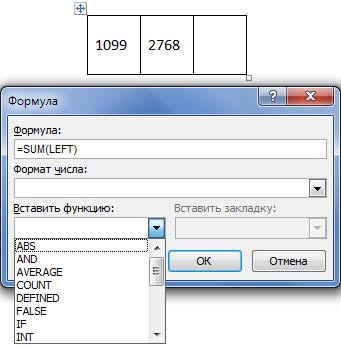 1099 2768
Формула
Формула:
=SUM(LEFT)
Формат числа:
Вставить функцию: Вставить закладку:
ABS
AND
AVERAGE
COUNT
DEFINED
FALSE
IF
INT
ОК Отмена